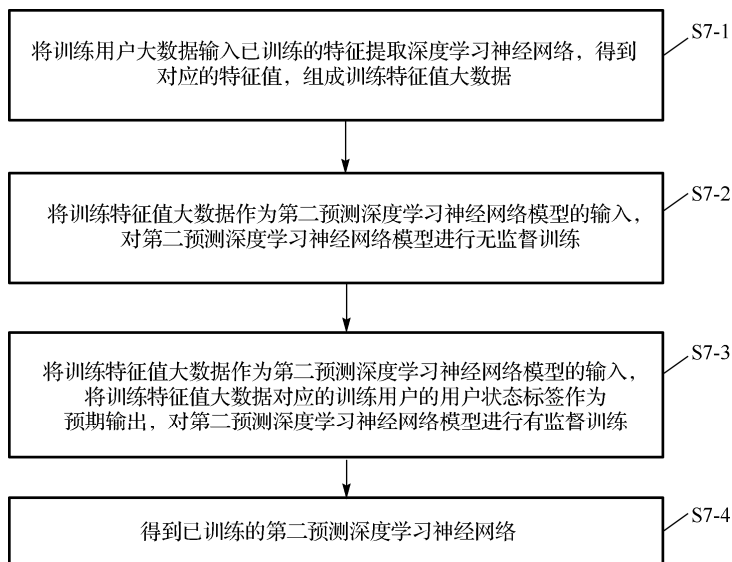 将训练用户大数据输入已训练的特征提取深度学习神经网络，得到
对应的特征值，组成训练特征值大数据
S7-1
将训练特征值大数据作为第二预测深度学习神经网络模型的输入，
对第二预测深度学习神经网络模型进行无监督训练
S7-2
将训练特征值大数据作为第二预测深度学习神经网络模型的输入，
将训练特征值大数据对应的训练用户的用户状态标签作为
预期输出，对第二预测深度学习神经网络模型进行有监督训练
S7-3
得到已训练的第二预测深度学习神经网络
S7-4